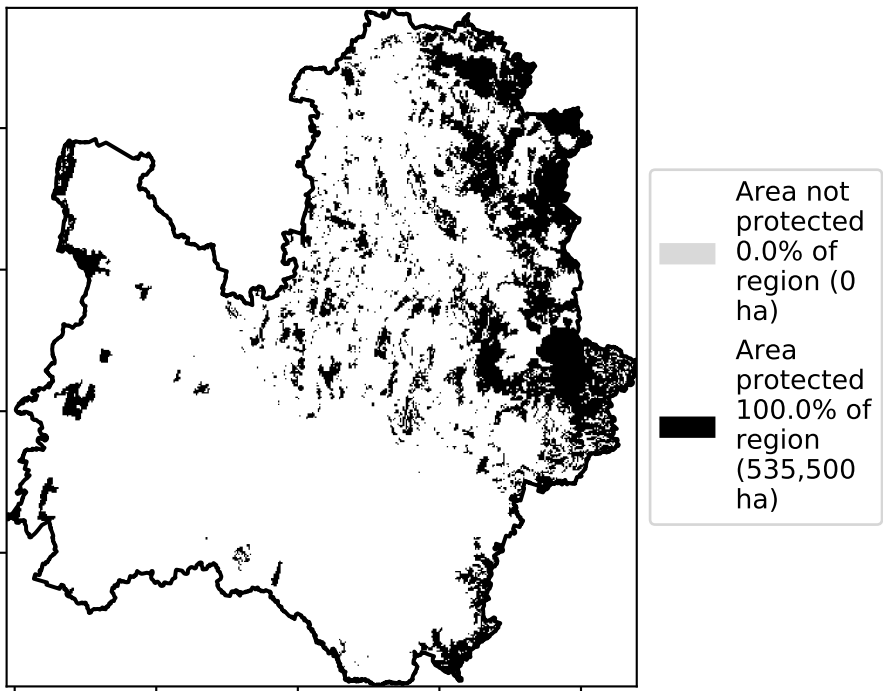 Area not
protected
0.0% of
region (0
ha)
Area
protected
100.0% of
region
(535,500
ha)